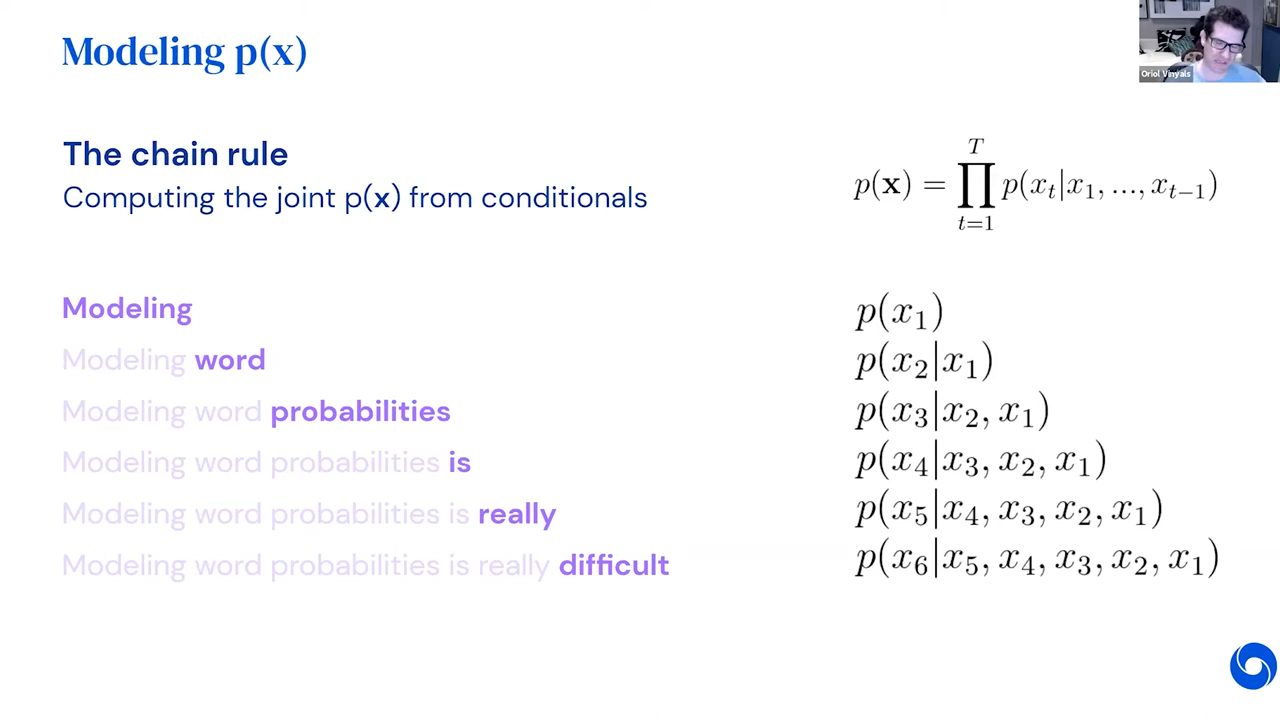 Modeling p(x)
Oriol Vinyals
The chain rule
Computing the joint p(x) from conditionals
p(x) = ∏_{t=1}^{T} p(x_t|x_1, ..., x_{t−1})
Modeling
p(x_1)
Modeling word
p(x_2|x_1)
Modeling word probabilities
p(x_3|x_2, x_1)
Modeling word probabilities is
p(x_4|x_3, x_2, x_1)
Modeling word probabilities is really
p(x_5|x_4, x_3, x_2, x_1)
Modeling word probabilities is really difficult
p(x_6|x_5, x_4, x_3, x_2, x_1)